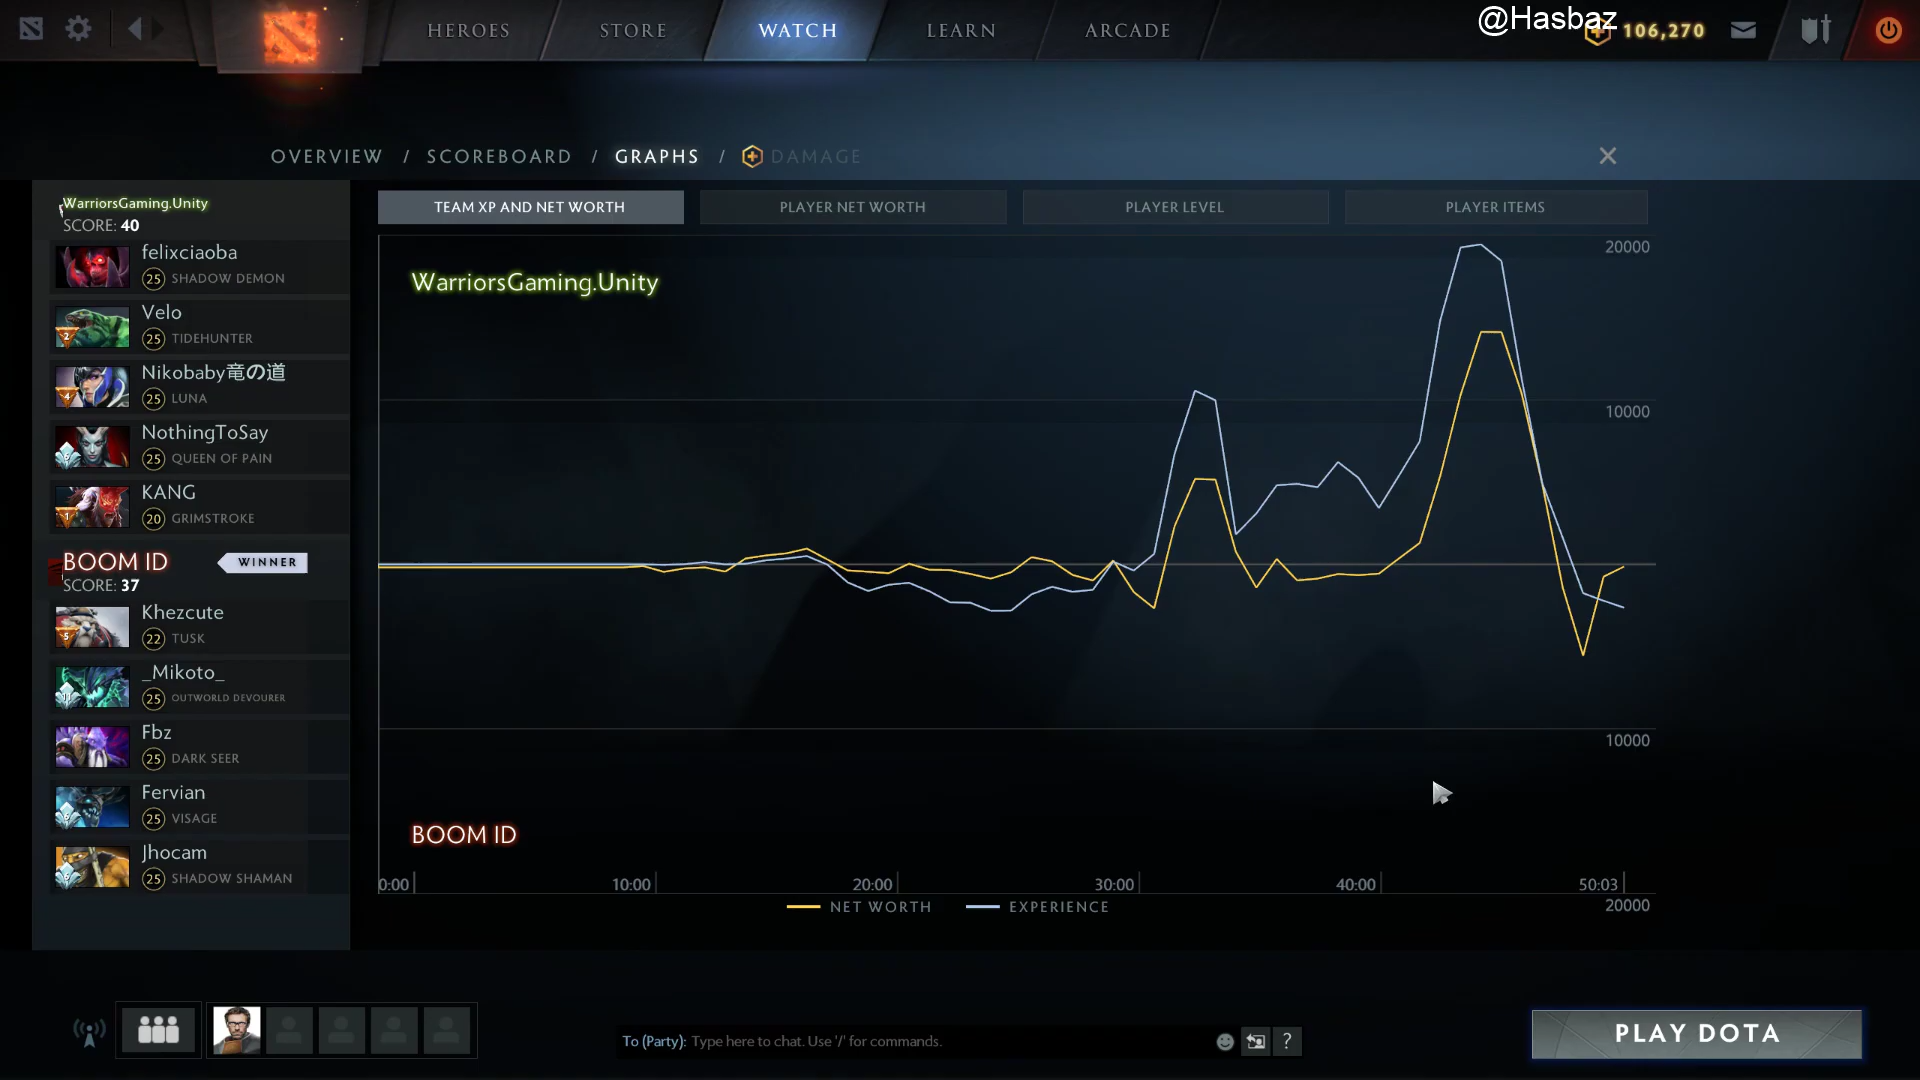 HEROES
STORE
WATCH
LEARN
ARCADE
@Hasbaz
106,270
OVERVIEW / SCOREBOARD / GRAPHS / DAMAGE
WarriorsGaming.Unity
SCORE: 40
felixciaoba
25 SHADOW DEMON
Velo
2
25 TIDEHUNTER
Nikobaby竜の道
4
25 LUNA
NothingToSay
25 QUEEN OF PAIN
KANG
1
20 GRIMSTROKE
BOOM ID
WINNER
SCORE: 37
Khezcute
5
22 TUSK
_Mikoto_
25 OUTWORLD DEVOURER
Fbz
25 DARK SEER
Fervian
25 VISAGE
Jhocam
25 SHADOW SHAMAN
TEAM XP AND NET WORTH
PLAYER NET WORTH
PLAYER LEVEL
PLAYER ITEMS
20000
WarriorsGaming.Unity
10000
10000
BOOM ID
0:00
10:00
20:00
30:00
40:00
50:03
20000
NET WORTH
EXPERIENCE
To (Party): Type here to chat. Use '/' for commands.
?
PLAY DOTA